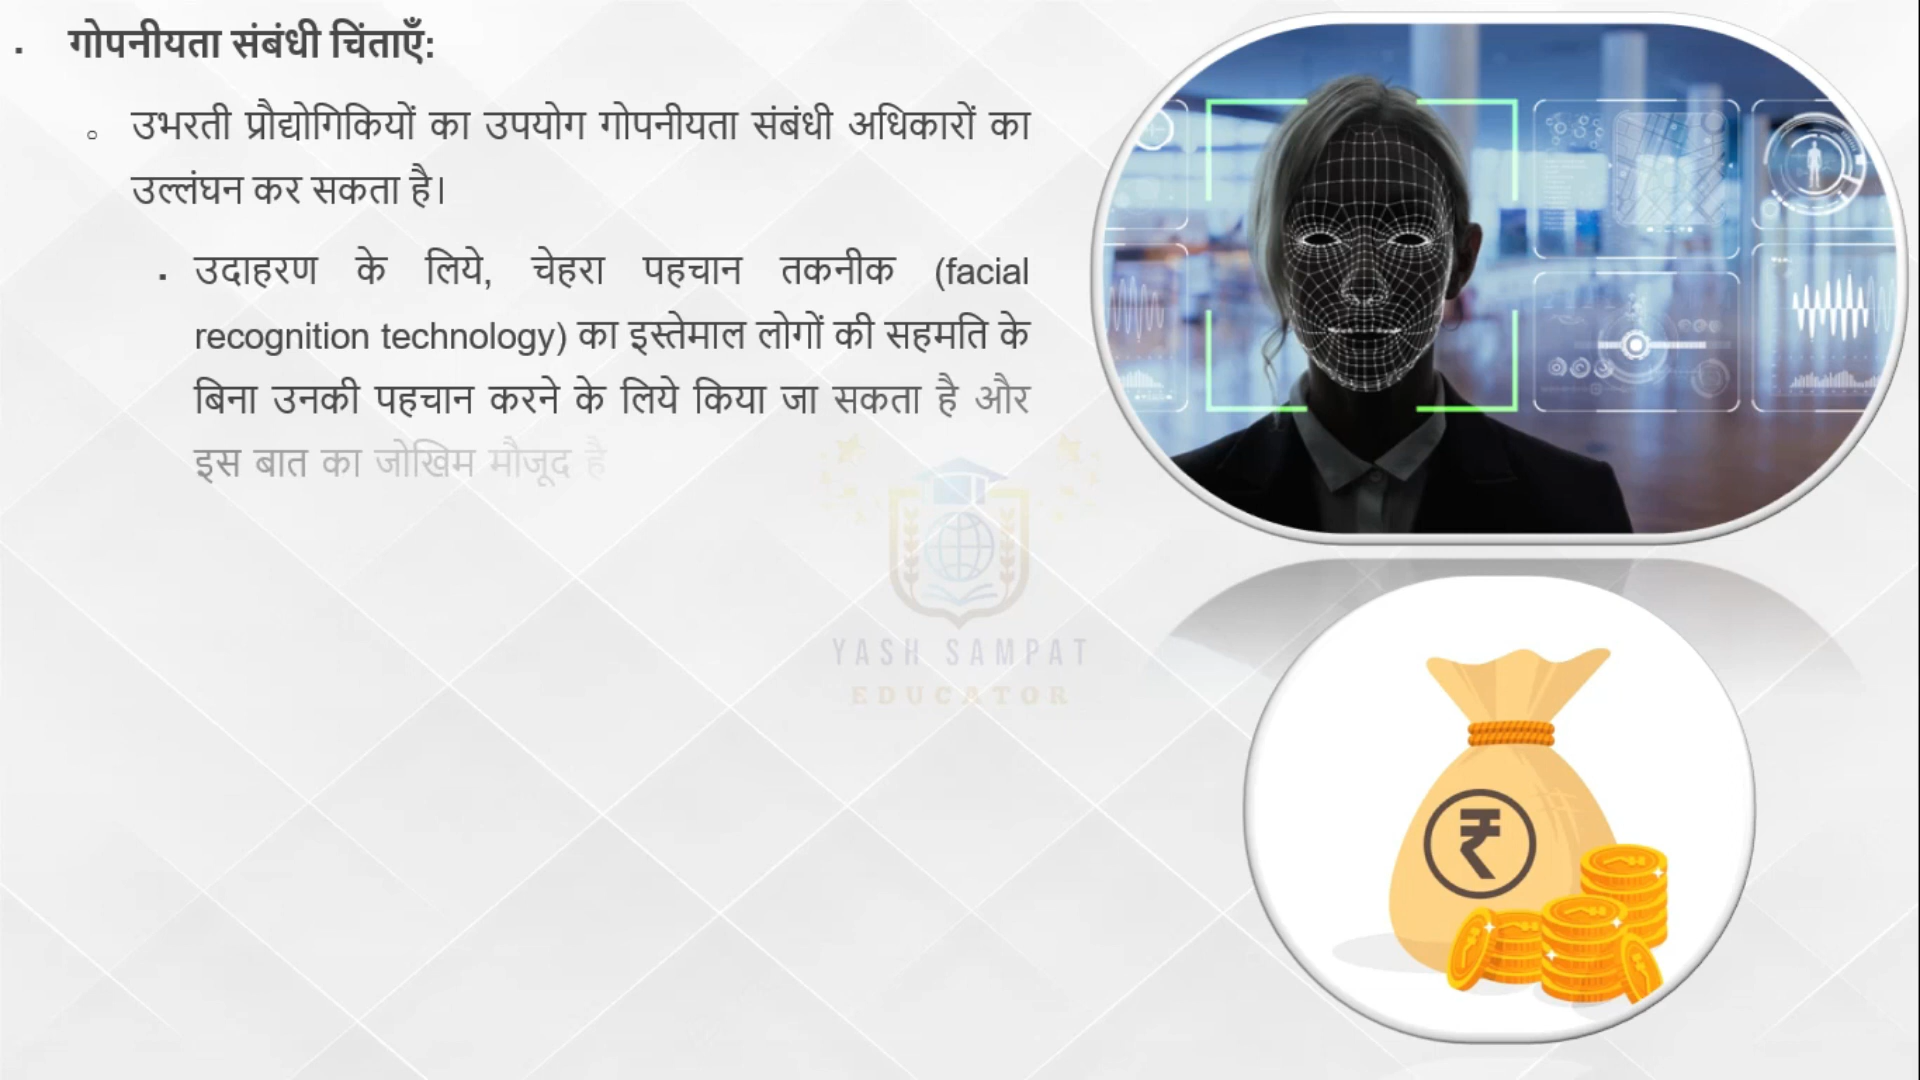 ▪ गोपनीयता संबंधी चिंताएँ:
○ उभरती प्रौद्योगिकियों का उपयोग गोपनीयता संबंधी अधिकारों का
उल्लंघन कर सकता है।
▪ उदाहरण के लिये, चेहरा पहचान तकनीक (facial
recognition technology) का इस्तेमाल लोगों की सहमति के
बिना उनकी पहचान करने के लिये किया जा सकता है और
इस बात का जोखिम मौजूद है
YASH SAMPAT
EDUCATOR
₹